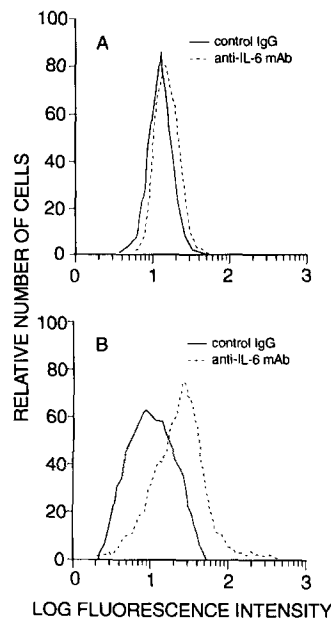 RELATIVE NUMBER OF CELLS
A
control IgG
anti-IL-6 mAb
100
80
60
40
20
0
0 1 2 3
B
control IgG
anti-IL-6 mAb
100
80
60
40
20
0
0 1 2 3
LOG FLUORESCENCE INTENSITY